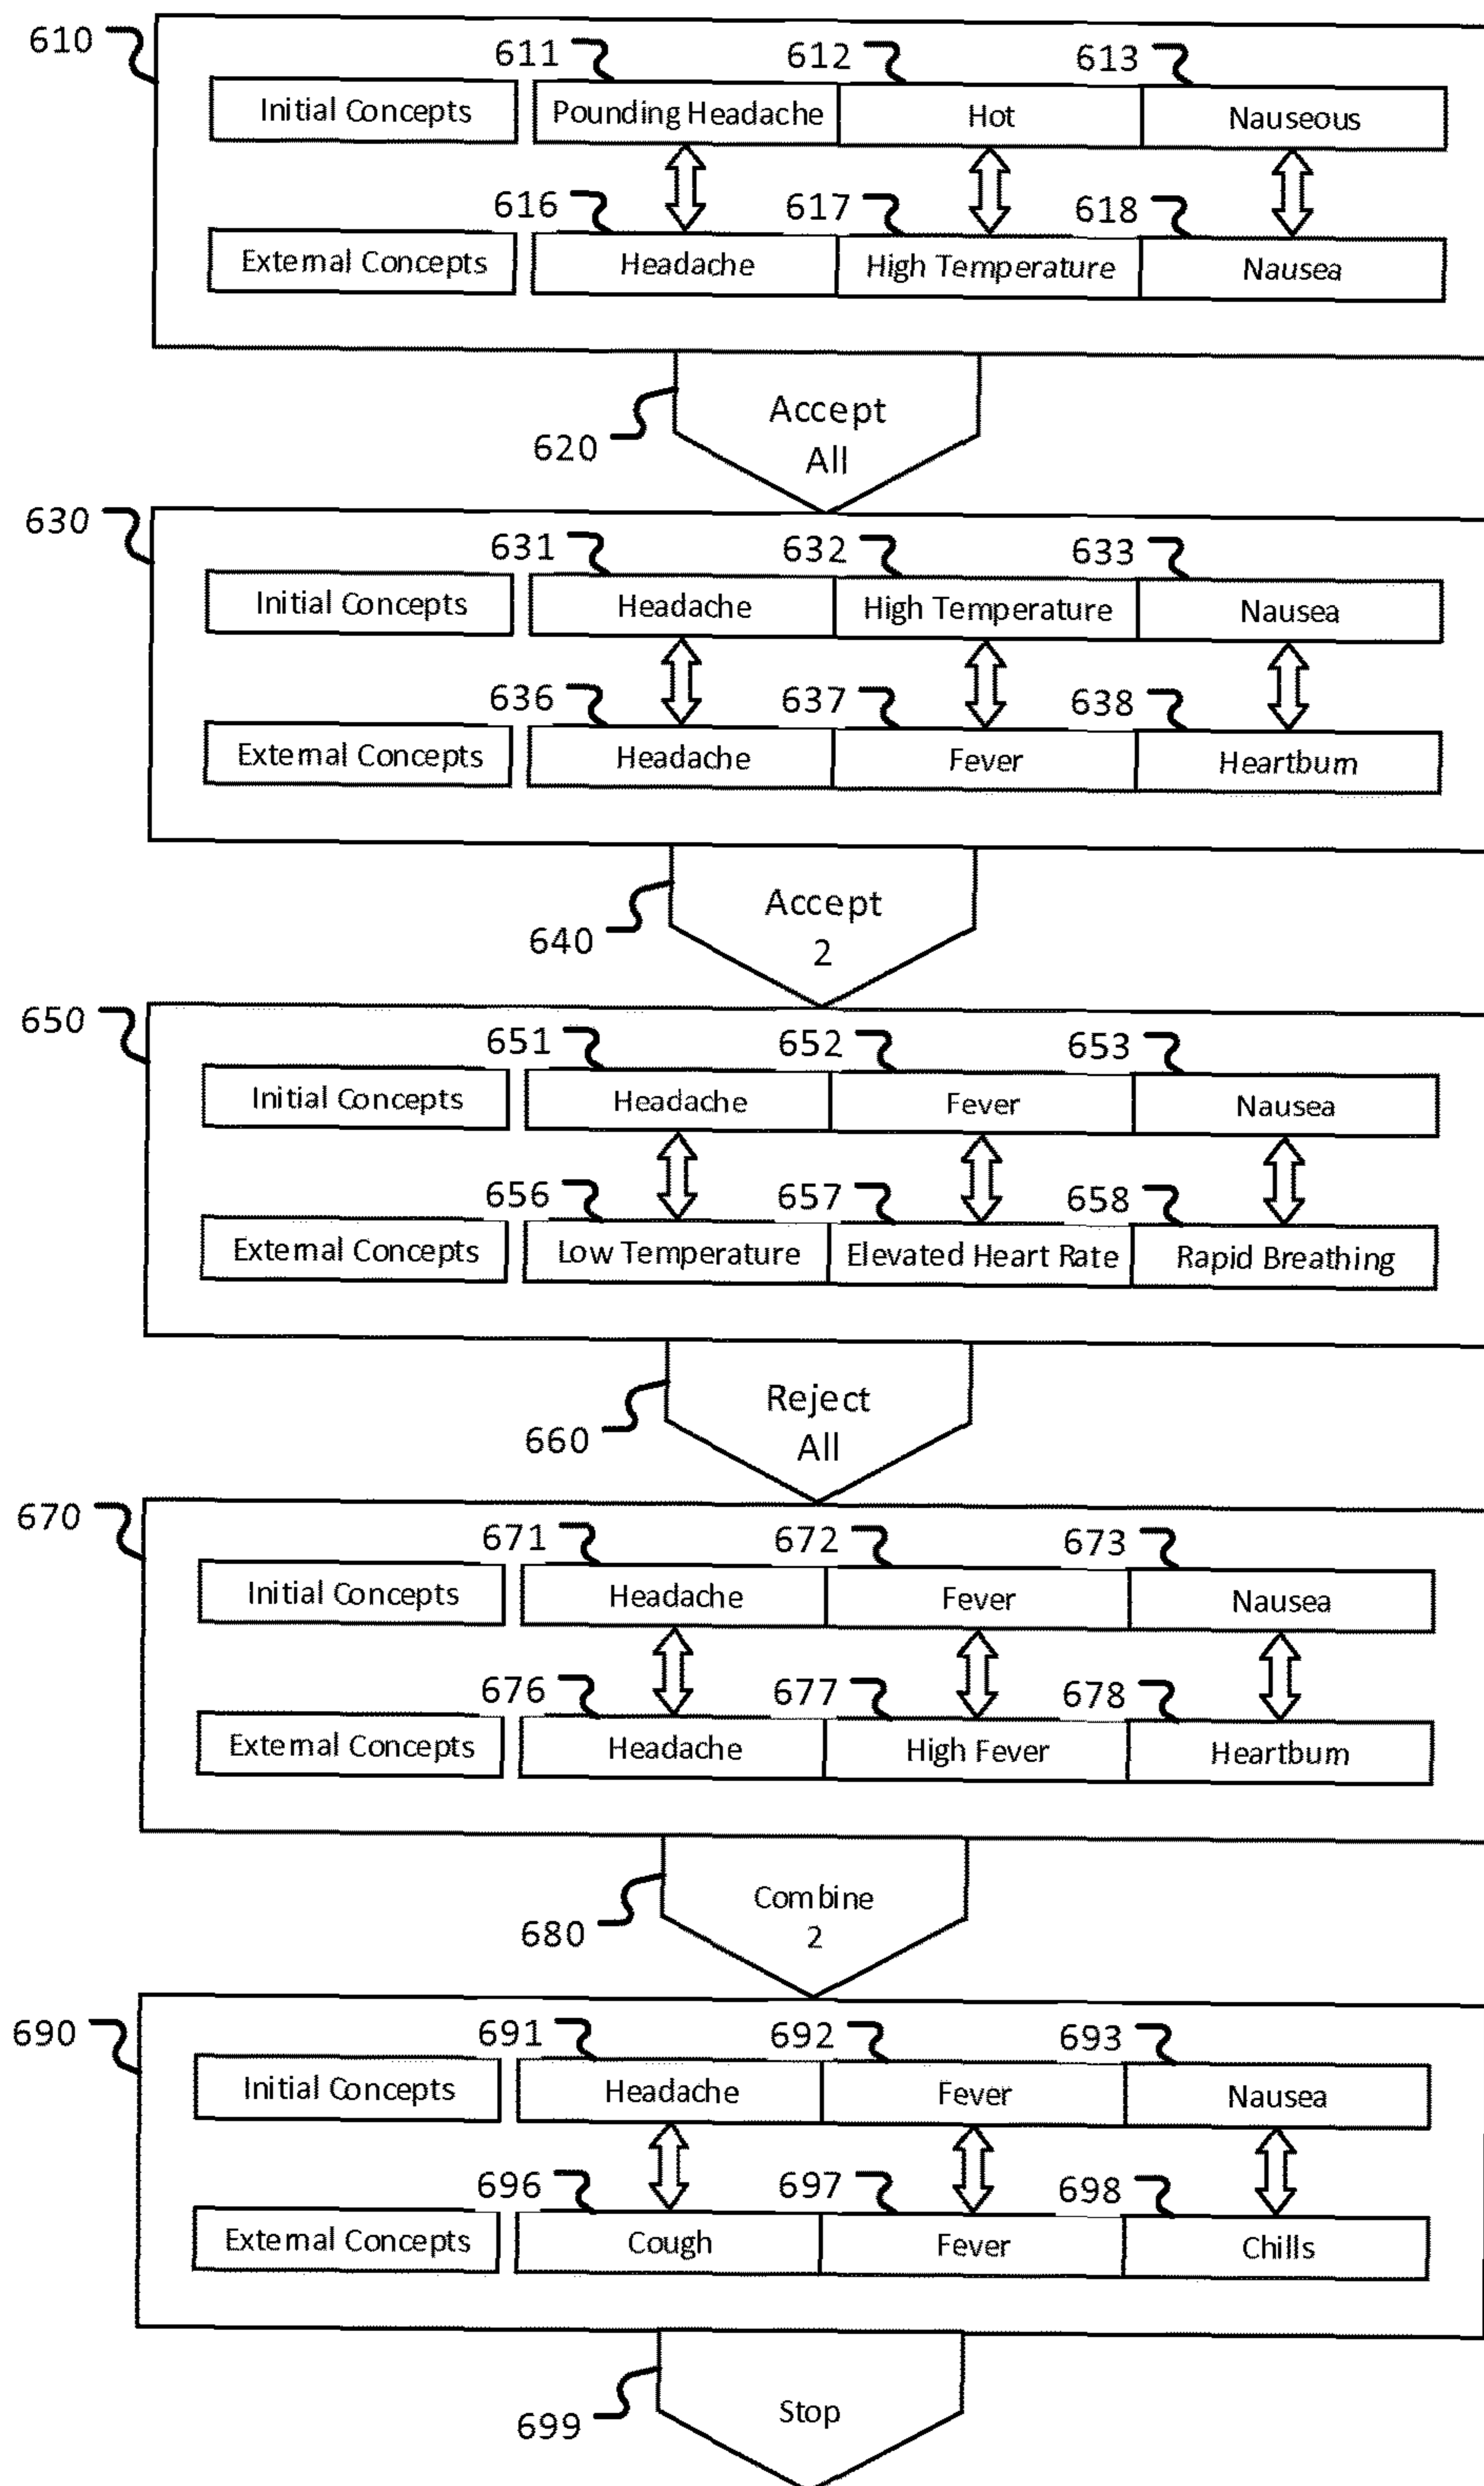 610
611 612 613
Initial Concepts Pounding Headache Hot Nauseous
616 617 618
External Concepts Headache High Temperature Nausea
Accept
All
620
630
631 632 633
Initial Concepts Headache High Temperature Nausea
636 637 638
External Concepts Headache Fever Heartburn
Accept
2
640
650
651 652 653
Initial Concepts Headache Fever Nausea
656 657 658
External Concepts Low Temperature Elevated Heart Rate Rapid Breathing
Reject
All
660
670
671 672 673
Initial Concepts Headache Fever Nausea
676 677 678
External Concepts Headache High Fever Heartburn
Combine
2
680
690
691 692 693
Initial Concepts Headache Fever Nausea
696 697 698
External Concepts Cough Fever Chills
Stop
699